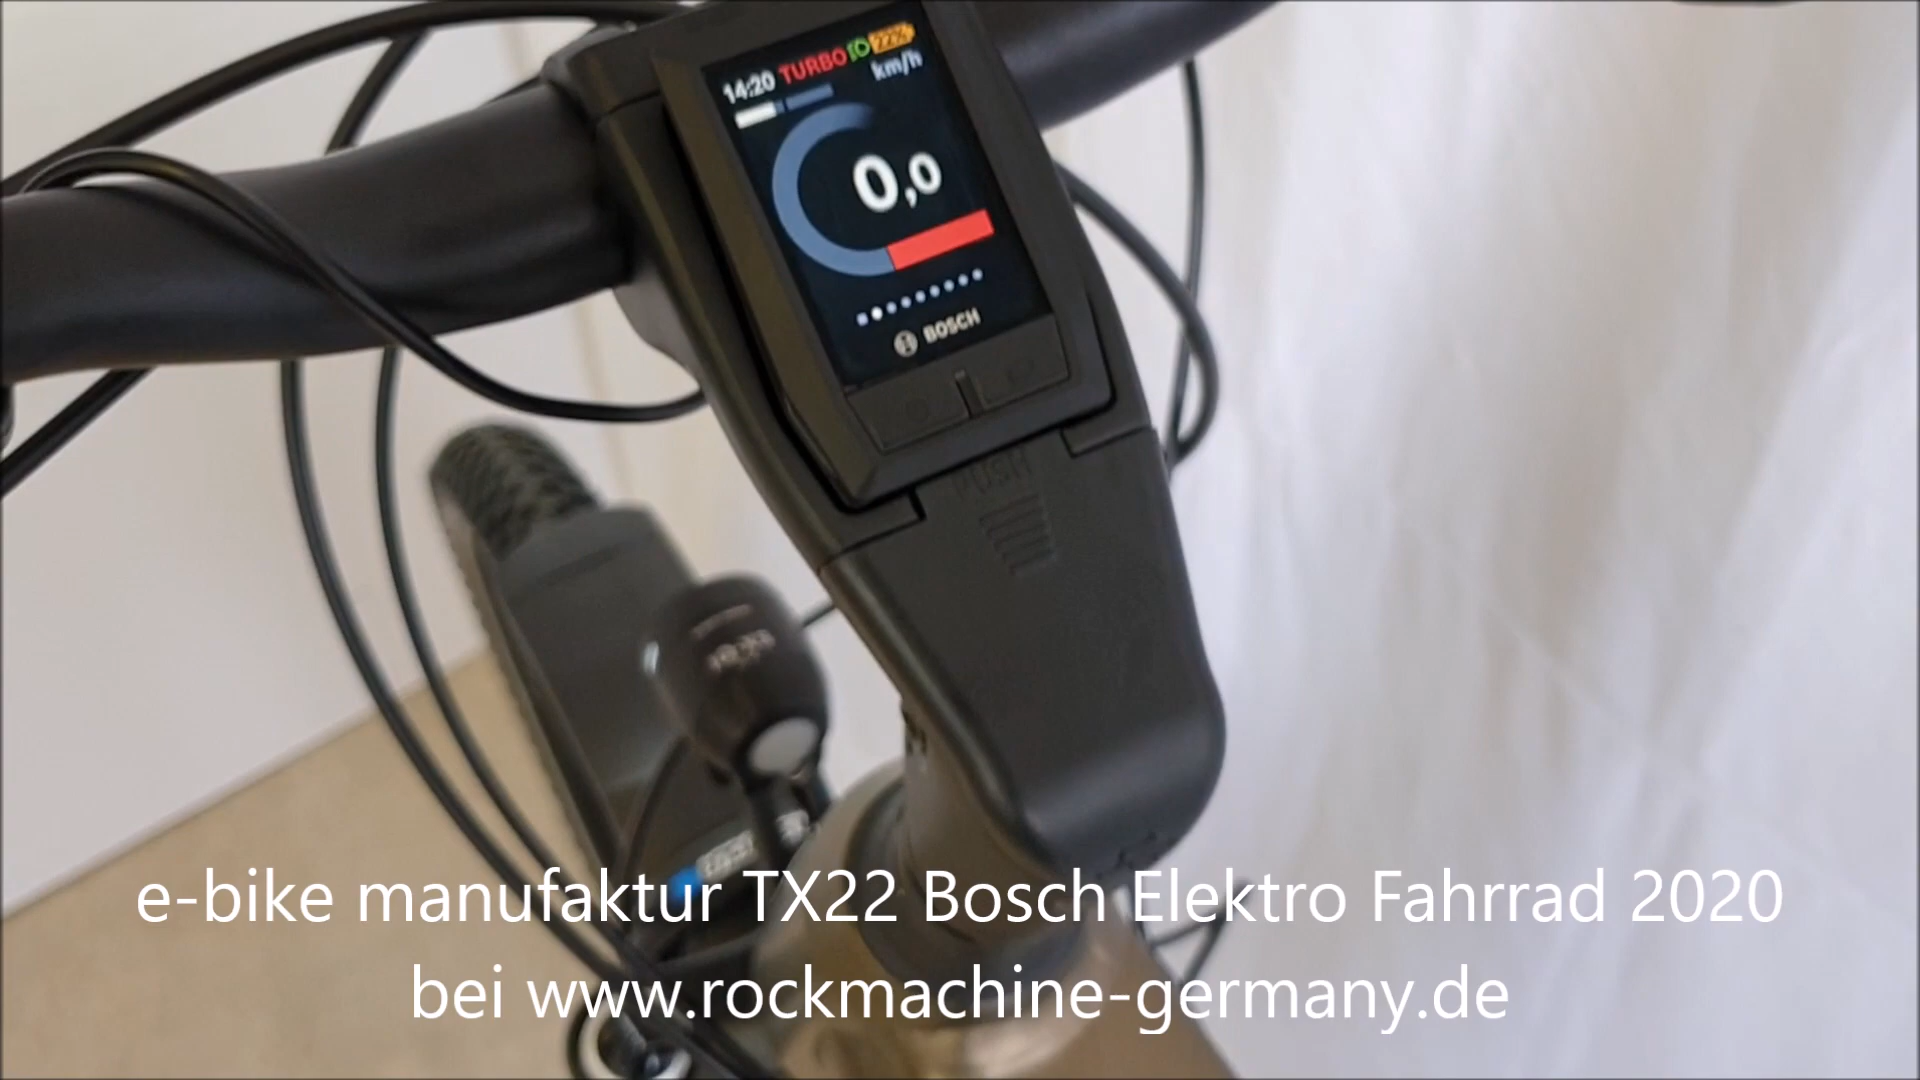 14:20 TURBO 22%
km/h
0,0
BOSCH
PUSH
e-bike manufaktur TX22 Bosch Elektro Fahrrad 2020
bei www.rockmachine-germany.de